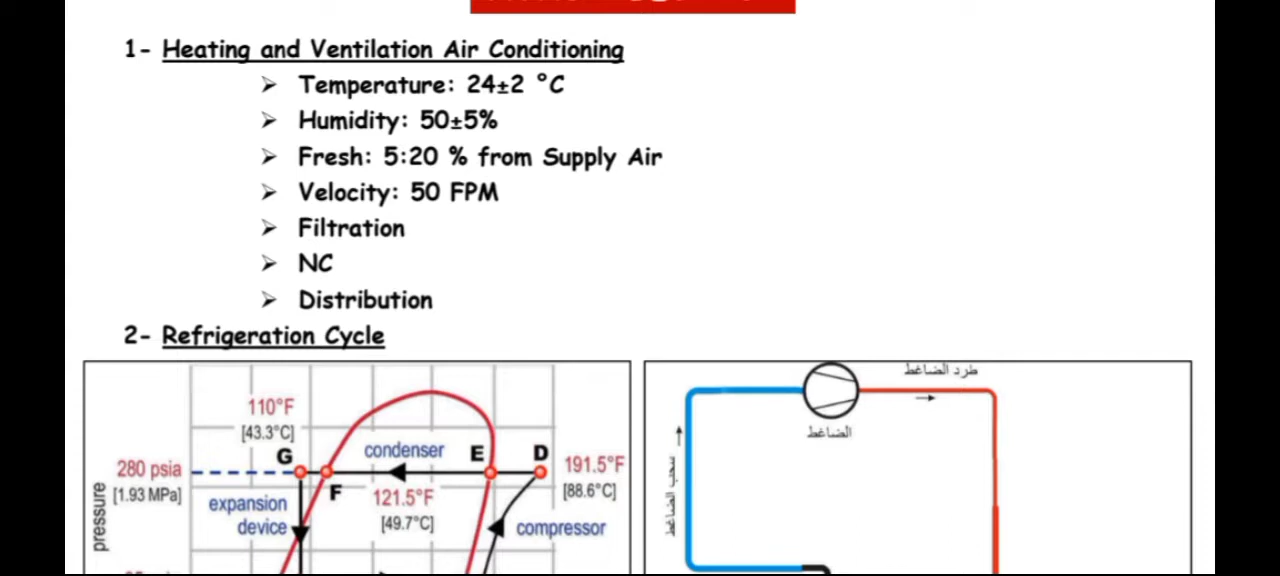 1- Heating and Ventilation Air Conditioning
➢ Temperature: 24±2 °C
➢ Humidity: 50±5%
➢ Fresh: 5:20 % from Supply Air
➢ Velocity: 50 FPM
➢ Filtration
➢ NC
➢ Distribution
2- Refrigeration Cycle
110°F
[43.3°C]
G
condenser
E
D
280 psia
[1.93 MPa]
F
121.5°F
[49.7°C]
191.5°F
[88.6°C]
expansion
device
compressor
pressure
طرد الضاغط
الضاغط
سحب الضاغط